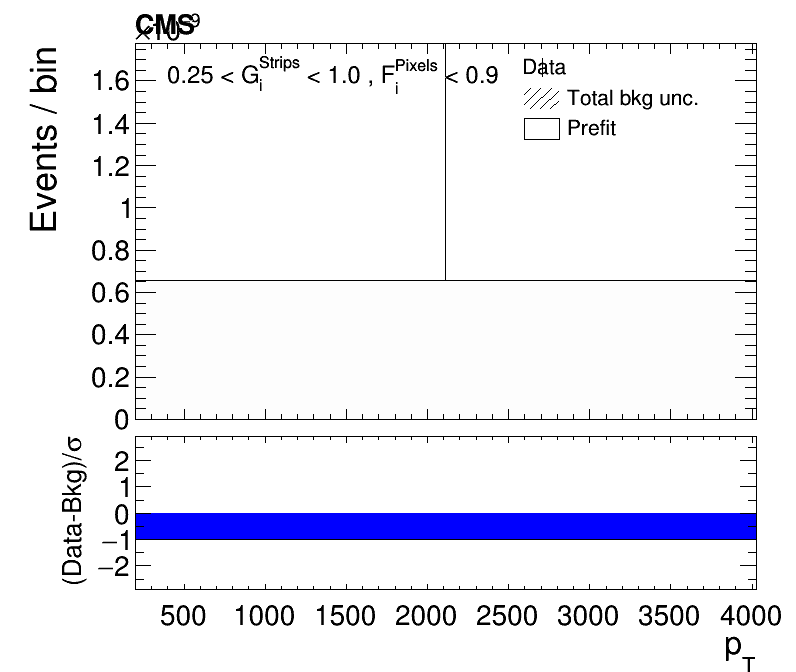 CMS
×10⁻⁹
0.25 < G_i^Strips < 1.0 , F_i^Pixels < 0.9
Data
Total bkg unc.
Prefit
Events / bin
1.6
1.4
1.2
1
0.8
0.6
0.4
0.2
0
(Data-Bkg)/σ
2
1
0
−1
−2
500 1000 1500 2000 2500 3000 3500 4000
p_T